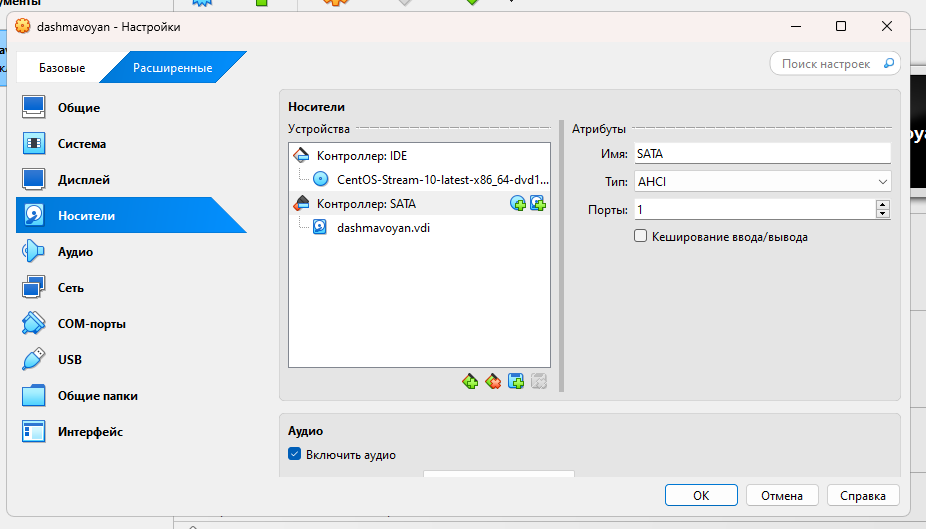 ументы
dashmavoyan - Настройки
Базовые
Расширенные
Поиск настроек
Общие
Система
Дисплей
Носители
Аудио
Сеть
COM-порты
USB
Общие папки
Интерфейс
Носители
Устройства
Контроллер: IDE
CentOS-Stream-10-latest-x86_64-dvd1...
Контроллер: SATA
dashmavoyan.vdi
Атрибуты
Имя: SATA
Тип: AHCI
Порты: 1
Кеширование ввода/вывода
Аудио
Включить аудио
OK
Отмена
Справка